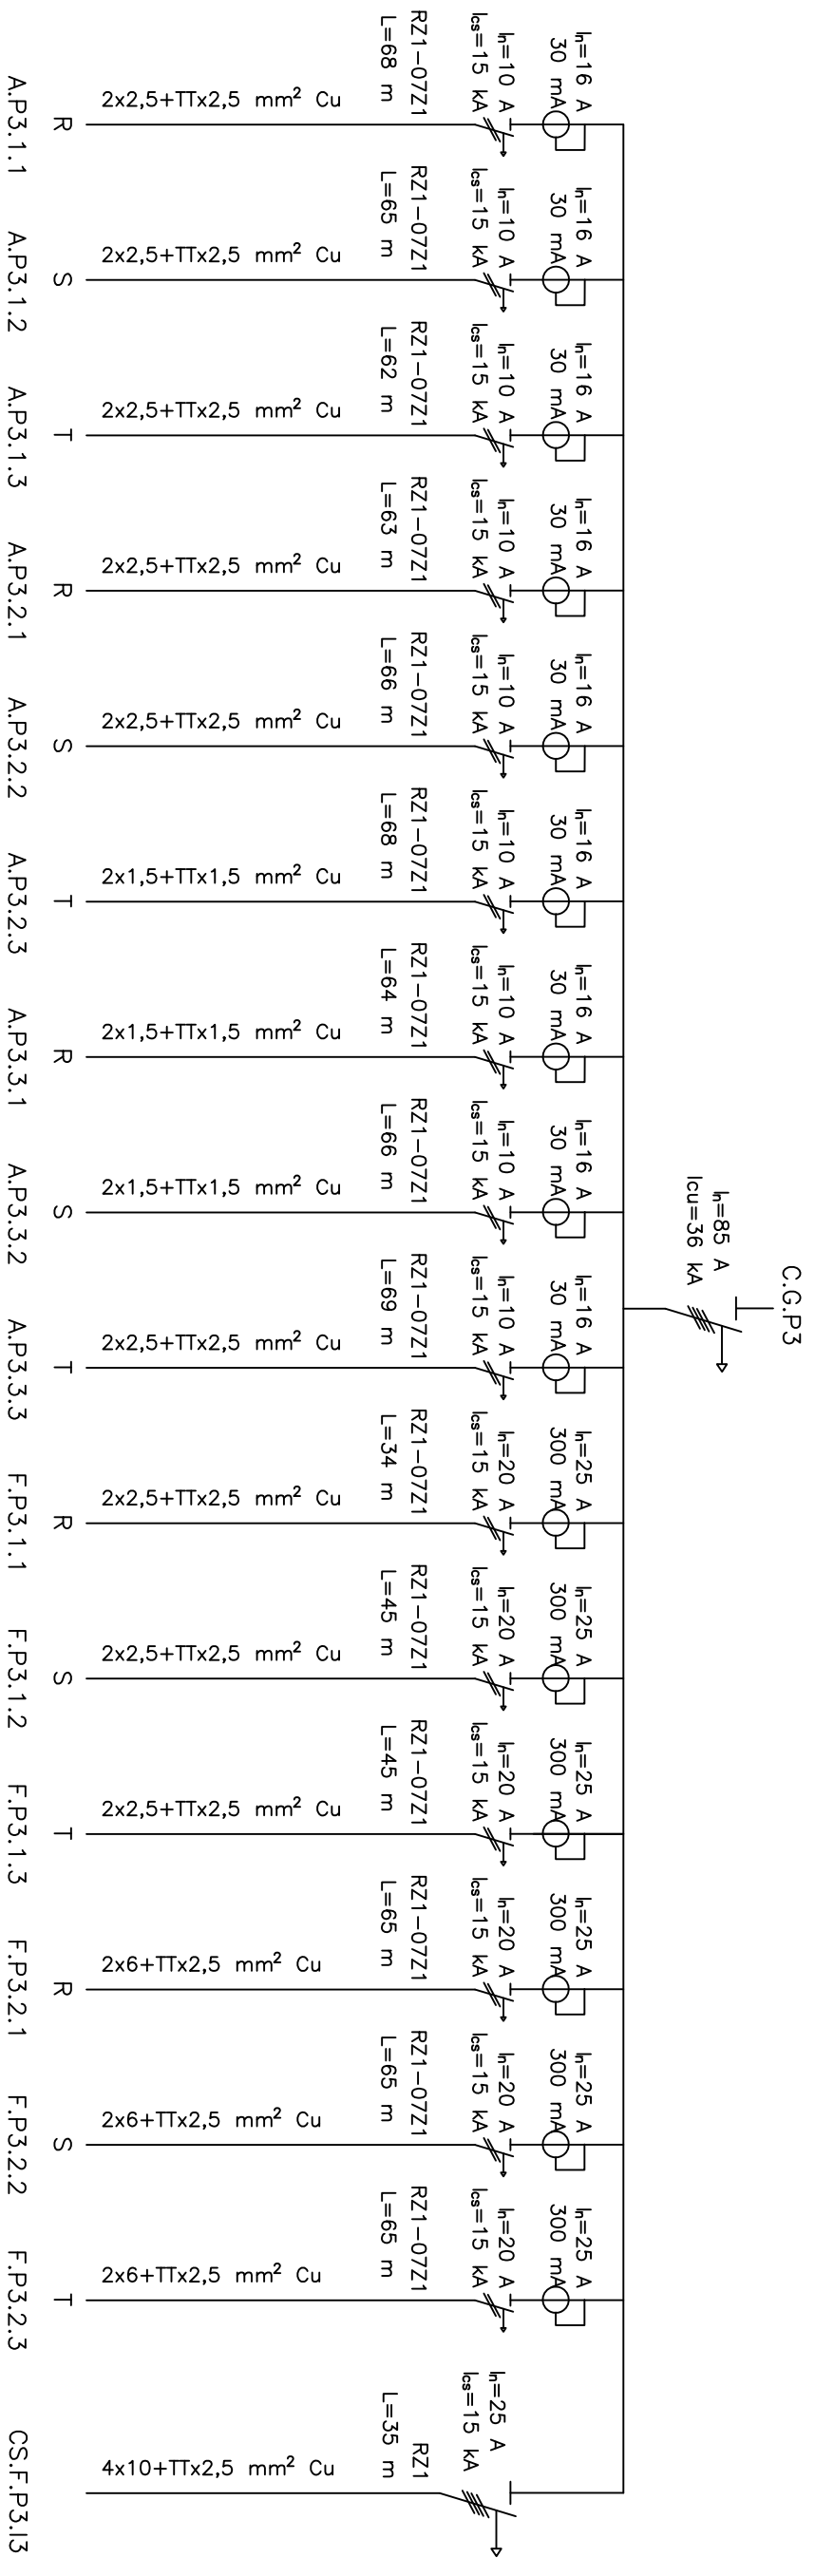 C.G.P3
In=85 A
Icu=36 kA
In=16 A
30 mA
In=10 A
Ics=15 kA
RZ1-07Z1
L=68 m
2x2,5+TTx2,5 mm² Cu
R
A.P3.1.1
In=16 A
30 mA
In=10 A
Ics=15 kA
RZ1-07Z1
L=65 m
2x2,5+TTx2,5 mm² Cu
S
A.P3.1.2
In=16 A
30 mA
In=10 A
Ics=15 kA
RZ1-07Z1
L=62 m
2x2,5+TTx2,5 mm² Cu
T
A.P3.1.3
In=16 A
30 mA
In=10 A
Ics=15 kA
RZ1-07Z1
L=63 m
2x2,5+TTx2,5 mm² Cu
R
A.P3.2.1
In=16 A
30 mA
In=10 A
Ics=15 kA
RZ1-07Z1
L=66 m
2x2,5+TTx2,5 mm² Cu
S
A.P3.2.2
In=16 A
30 mA
In=10 A
Ics=15 kA
RZ1-07Z1
L=68 m
2x1,5+TTx1,5 mm² Cu
T
A.P3.2.3
In=16 A
30 mA
In=10 A
Ics=15 kA
RZ1-07Z1
L=64 m
2x1,5+TTx1,5 mm² Cu
R
A.P3.3.1
In=16 A
30 mA
In=10 A
Ics=15 kA
RZ1-07Z1
L=66 m
2x1,5+TTx1,5 mm² Cu
S
A.P3.3.2
In=16 A
30 mA
In=10 A
Ics=15 kA
RZ1-07Z1
L=69 m
2x2,5+TTx2,5 mm² Cu
T
A.P3.3.3
In=25 A
300 mA
In=20 A
Ics=15 kA
RZ1-07Z1
L=34 m
2x2,5+TTx2,5 mm² Cu
R
F.P3.1.1
In=25 A
300 mA
In=20 A
Ics=15 kA
RZ1-07Z1
L=45 m
2x2,5+TTx2,5 mm² Cu
S
F.P3.1.2
In=25 A
300 mA
In=20 A
Ics=15 kA
RZ1-07Z1
L=45 m
2x2,5+TTx2,5 mm² Cu
T
F.P3.1.3
In=25 A
300 mA
In=20 A
Ics=15 kA
RZ1-07Z1
L=65 m
2x6+TTx2,5 mm² Cu
R
F.P3.2.1
In=25 A
300 mA
In=20 A
Ics=15 kA
RZ1-07Z1
L=65 m
2x6+TTx2,5 mm² Cu
S
F.P3.2.2
In=25 A
300 mA
In=20 A
Ics=15 kA
RZ1-07Z1
L=65 m
2x6+TTx2,5 mm² Cu
T
F.P3.2.3
In=25 A
Ics=15 kA
RZ1
L=35 m
4x10+TTx2,5 mm² Cu
CS.F.P3.I3